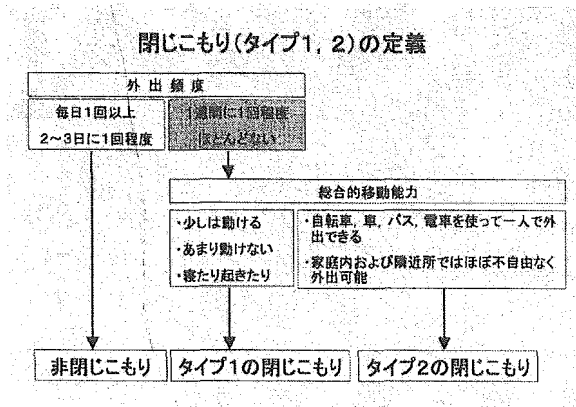 閉じこもり(タイプ1, 2)の定義
外出頻度
毎日1回以上
2～3日に1回程度
1週間に1回程度
ほとんどない
総合的移動能力
・少しは動ける
・あまり動けない
・寝たり起きたり
・自転車, 車, バス, 電車を使って一人で外
出できる
・家庭内および隣近所ではほぼ不自由なく
外出可能
非閉じこもり
タイプ1の閉じこもり
タイプ2の閉じこもり